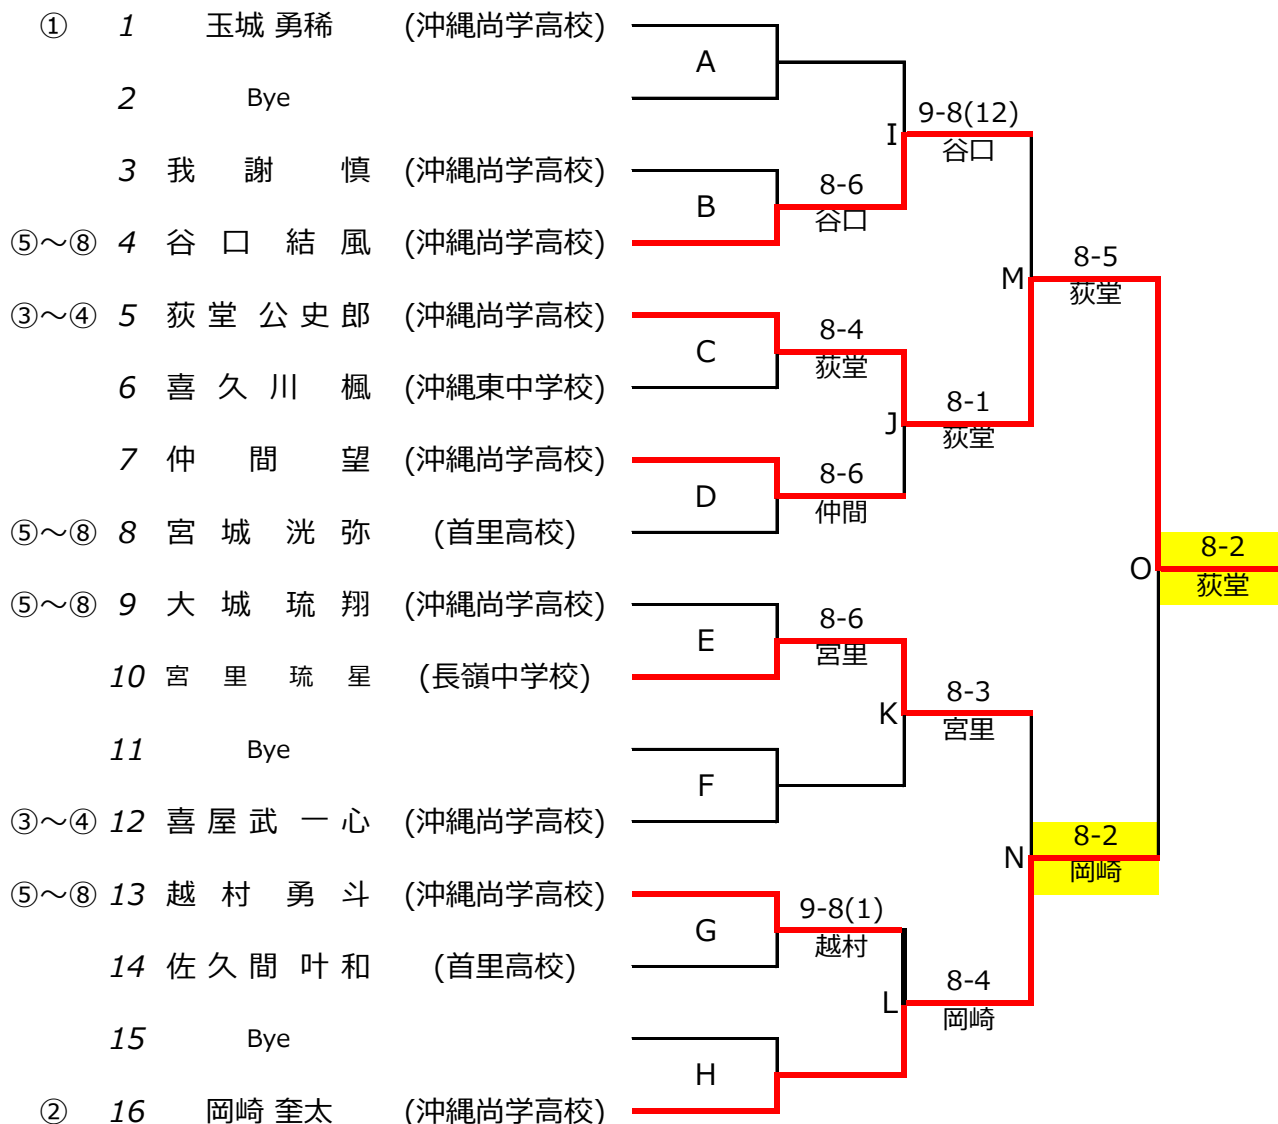 ① 1 玉城 勇稀 (沖縄尚学高校)
A
2 Bye
9-8(12)
I
谷口
3 我 謝 慎 (沖縄尚学高校)
8-6
B
谷口
⑤～⑧ 4 谷 口 結 風 (沖縄尚学高校)
8-5
M
荻堂
③～④ 5 荻 堂 公 史 郎 (沖縄尚学高校)
8-4
C
荻堂
6 喜 久 川 楓 (沖縄東中学校)
8-1
J
荻堂
7 仲 間 望 (沖縄尚学高校)
8-6
D
仲間
⑤～⑧ 8 宮 城 洸 弥 (首里高校)
8-2
O
荻堂
⑤～⑧ 9 大 城 琉 翔 (沖縄尚学高校)
8-6
E
宮里
10 宮 里 琉 星 (長嶺中学校)
8-3
K
宮里
11 Bye
F
③～④ 12 喜 屋 武 一 心 (沖縄尚学高校)
8-2
N
岡崎
⑤～⑧ 13 越 村 勇 斗 (沖縄尚学高校)
9-8(1)
G
越村
14 佐 久 間 叶 和 (首里高校)
8-4
L
岡崎
15 Bye
H
② 16 岡崎 奎太 (沖縄尚学高校)